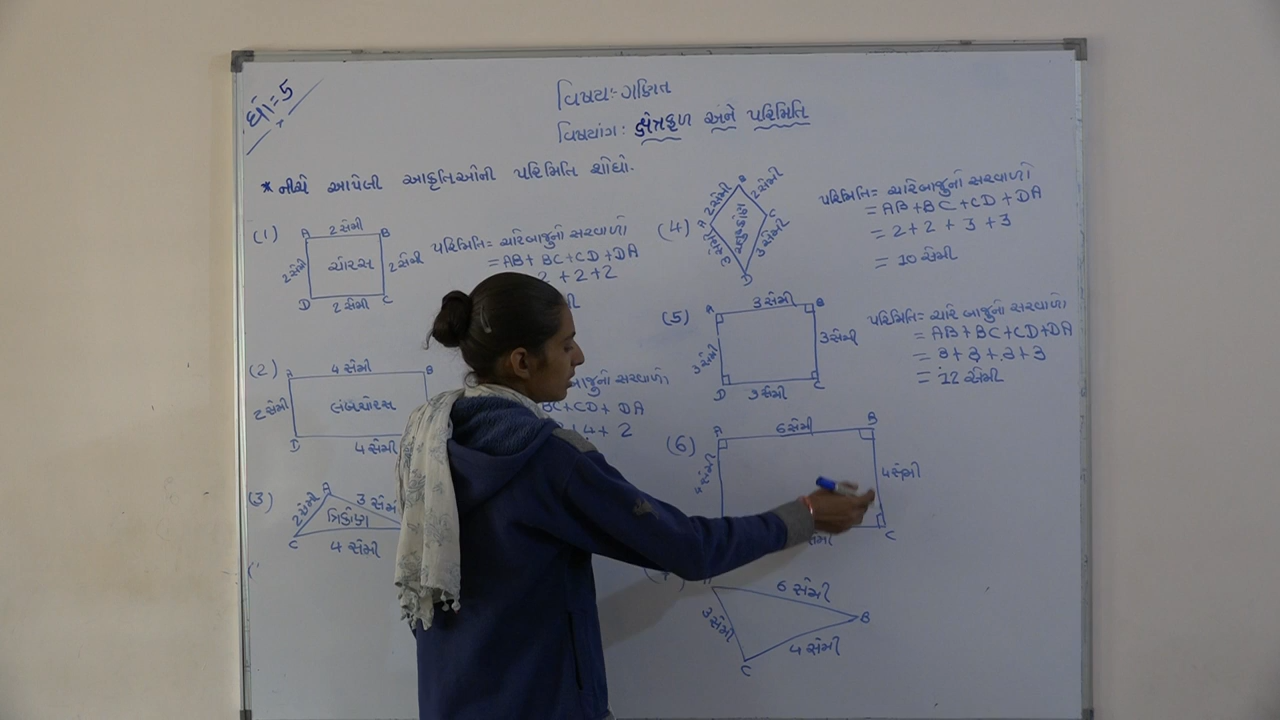 ધો=5
વિષય:- ગણિત
વિષયાંગ: ક્ષેત્રફળ અને પરિમિતિ
* નીચે આપેલી આકૃતિઓની પરિમિતિ શોધો.
(1)
A 2 સેમી B
2 સેમી ચોરસ 2 સેમી
D 2 સેમી C
પરિમિતિ= ચારેબાજુનો સરવાળો
= AB+ BC+CD+DA
2 +2+2
(2)
A 4 સેમી B
2 સેમી લંબચોરસ
D 4 સેમી
બાજુનો સરવાળો
BC+CD+ DA
+4+ 2
(3)
A
2 સેમી 3 સેમી
ત્રિકોણ
C 4 સેમી
(4)
B
2 સેમી 2 સેમી
A C
3 સેમી 3 સેમી
D
પરિમિતિ= ચારેબાજુનો સરવાળો
= AB+BC+CD+DA
= 2+2+3+3
= 10 સેમી
(5)
A 3 સેમી B
3 સેમી 3 સેમી
D 3 સેમી C
પરિમિતિ= ચારે બાજુનો સરવાળો
= AB+BC+CD+DA
= 3+3+3+3
= 12 સેમી
(6)
A 6 સેમી B
4 સેમી 4 સેમી
સેમી C
6 સેમી
3 સેમી B
4 સેમી
C